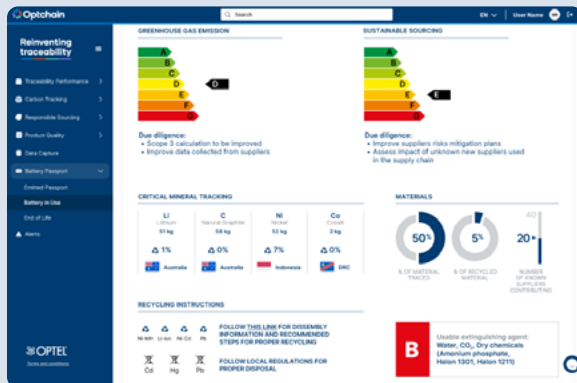 Optchain
Search
EN
User Name
Reinventing
traceability
Traceability Performance
Carbon Tracking
Responsible Sourcing
Product Quality
Data Capture
Battery Passport
Emitted Passport
Battery in Use
End of Life
Alerts
OPTEL
Terms and conditions
GREENHOUSE GAS EMISSION
A
B
C
D
E
F
G
D
Due diligence:
• Scope 3 calculation to be improved
• Improve data collected from suppliers
SUSTAINABLE SOURCING
A
B
C
D
E
F
G
E
Due diligence:
• Improve suppliers risks mitigation plans
• Assess impact of unknown new suppliers used
in the supply chain
CRITICAL MINERAL TRACKING
Li
Lithium
51 kg
1%
Australia
C
Natural Graphite
56 kg
0%
Australia
Ni
Nickel
52 kg
7%
Indonesia
Co
Cobalt
2 kg
0%
DRC
MATERIALS
50%
% OF MATERIAL
TRACED
5%
% OF RECYCLED
MATERIAL
40
20
0
NUMBER
OF KNOWN
SUPPLIERS
CONTRIBUTING
RECYCLING INSTRUCTIONS
Ni-MH Li-ion Ni-Cd Pb
FOLLOW THIS LINK FOR DISSEMBLY
INFORMATION AND RECOMMENDED
STEPS FOR PROPER RECYCLING
Cd Hg Pb
FOLLOW LOCAL REGULATIONS FOR
PROPER DISPOSAL
B
Usable extinguishing agent:
Water, CO₂, Dry chemicals
(Amonium phosphate,
Halon 1301, Halon 1211)